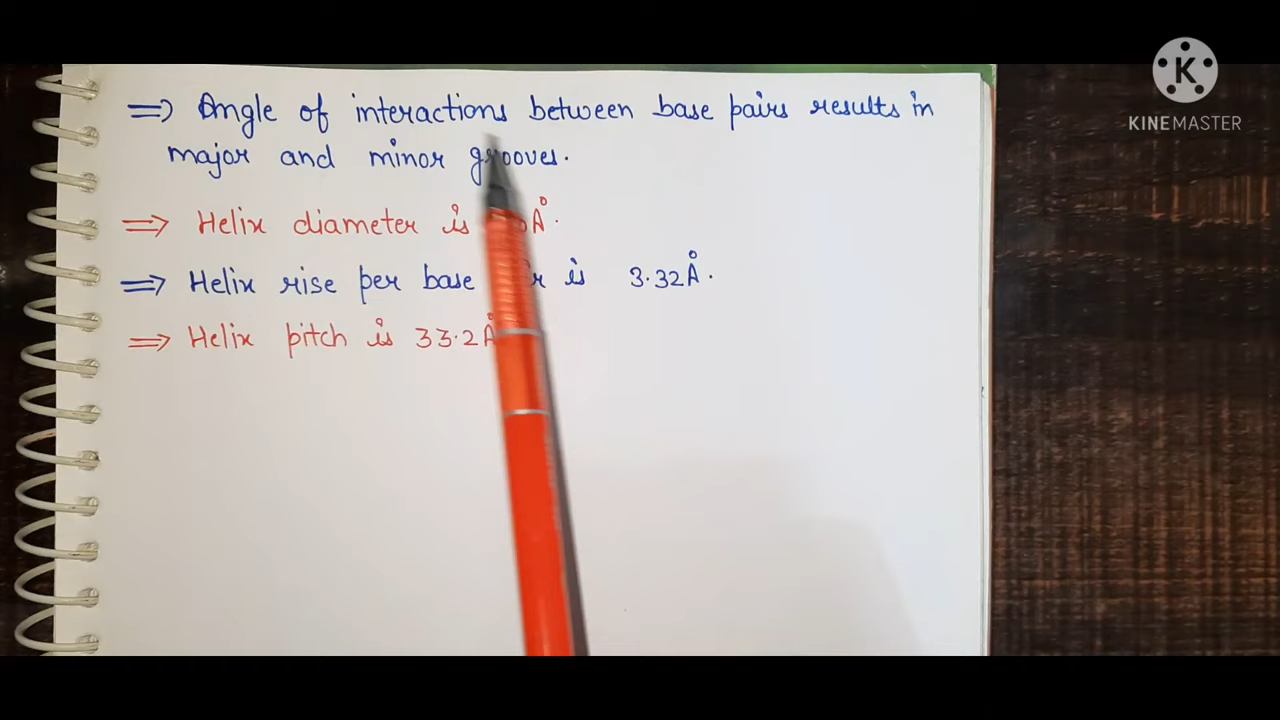 KINEMASTER
=> Angle of interactions between base pairs results in
major and minor grooves.
=> Helix diameter is Å.
=> Helix rise per base is 3.32Å.
=> Helix pitch is 33.2Å